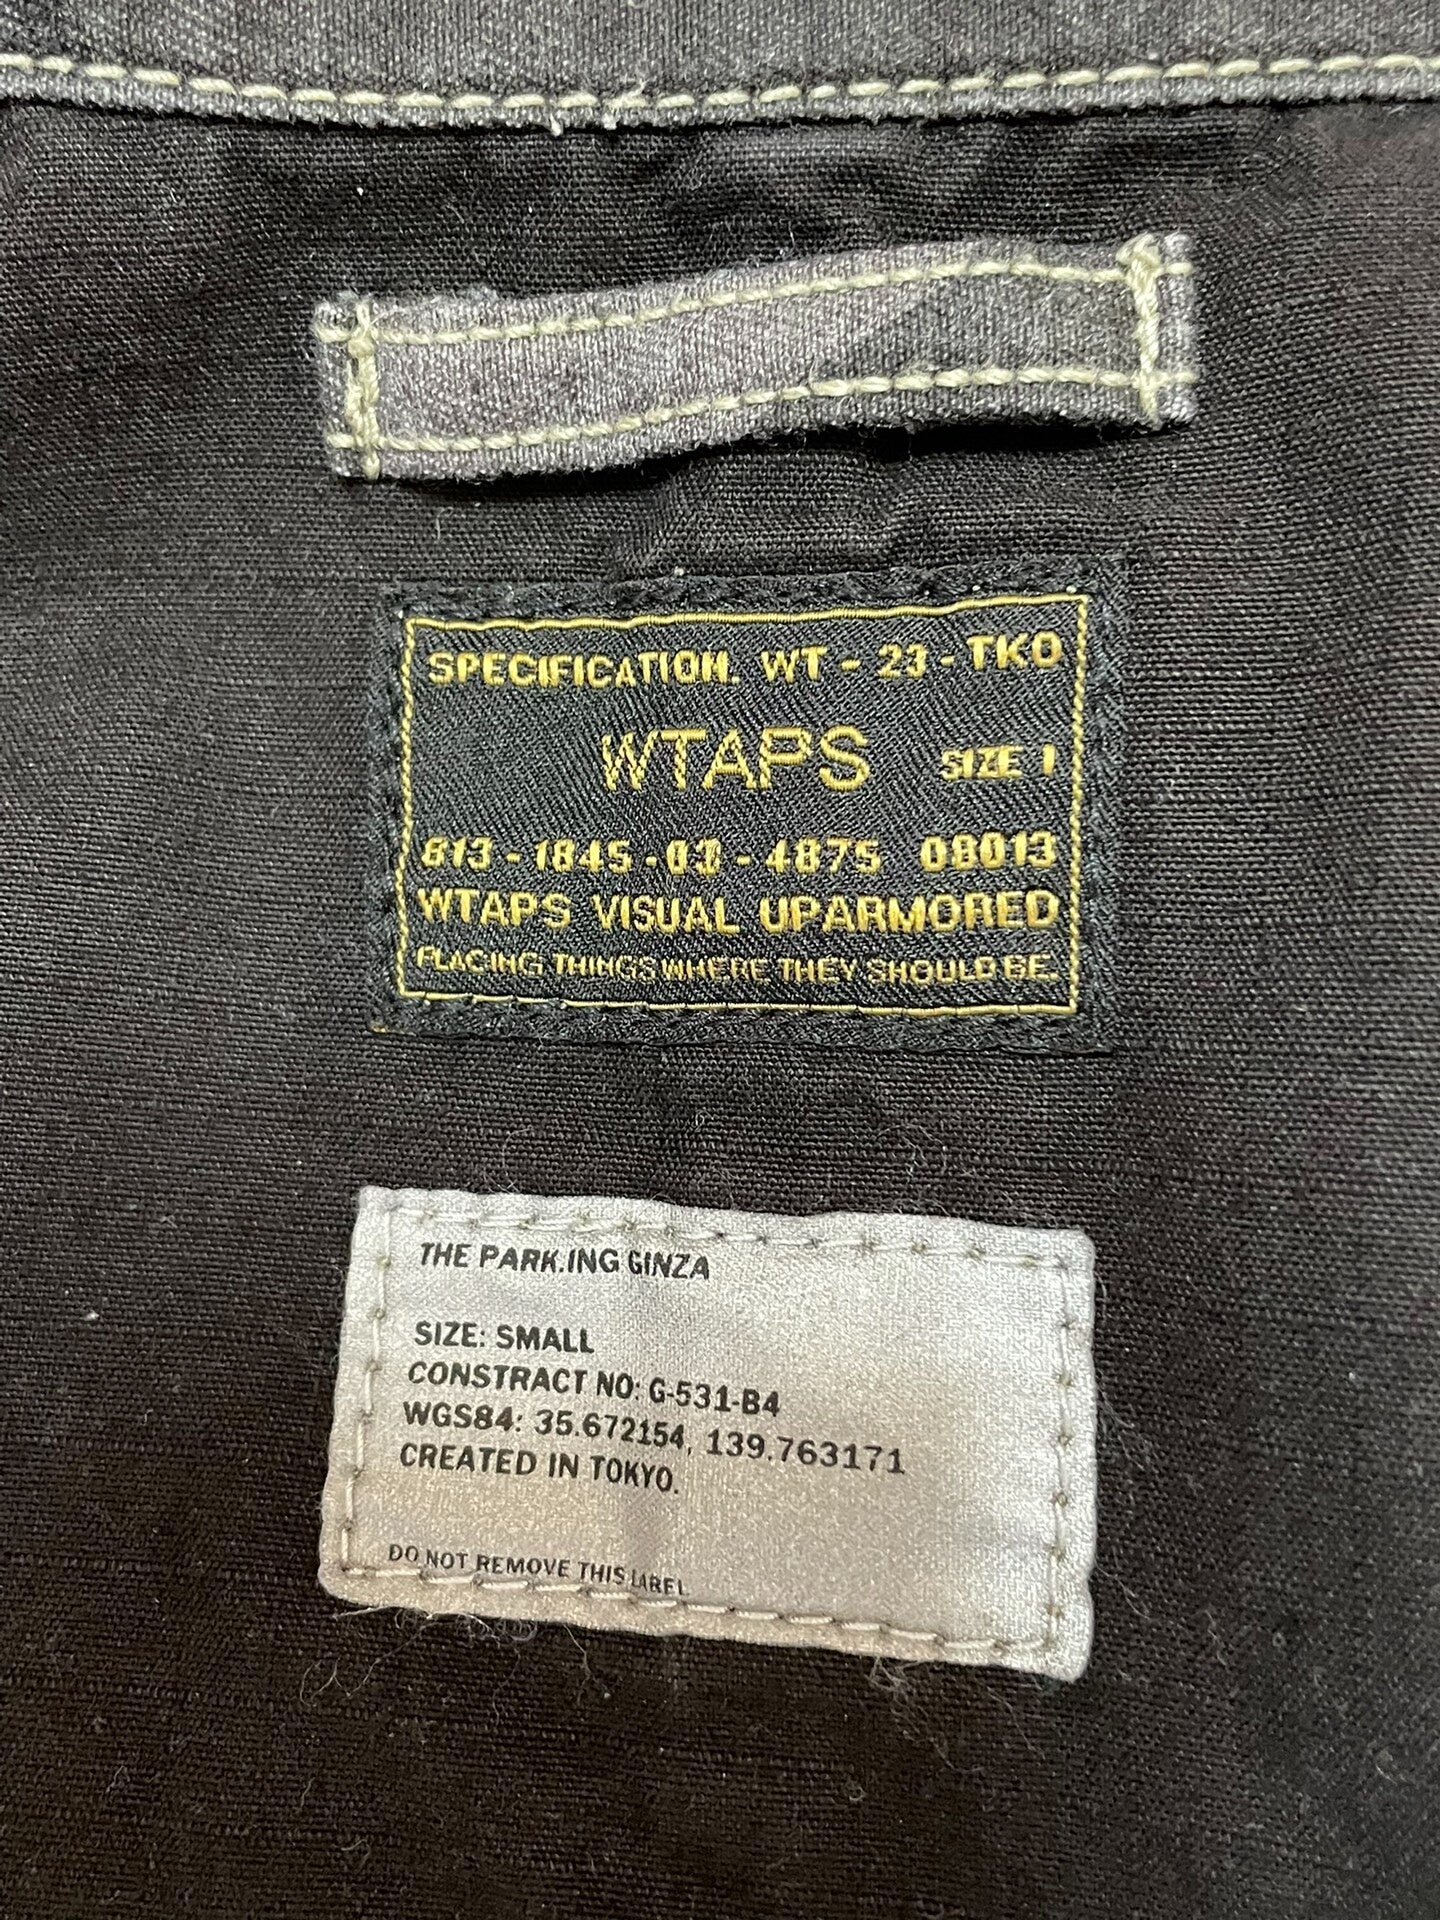 SPECIFICATION. WT - 23 - TKO
WTAPS SIZE 1
813 - 1845 - 03 - 4875 08013
WTAPS VISUAL UPARMORED
PLACING THINGS WHERE THEY SHOULD BE.
THE PARK.ING GINZA
SIZE: SMALL
CONSTRACT NO: G-531-B4
WGS84: 35.672154, 139.763171
CREATED IN TOKYO.
DO NOT REMOVE THIS LABEL